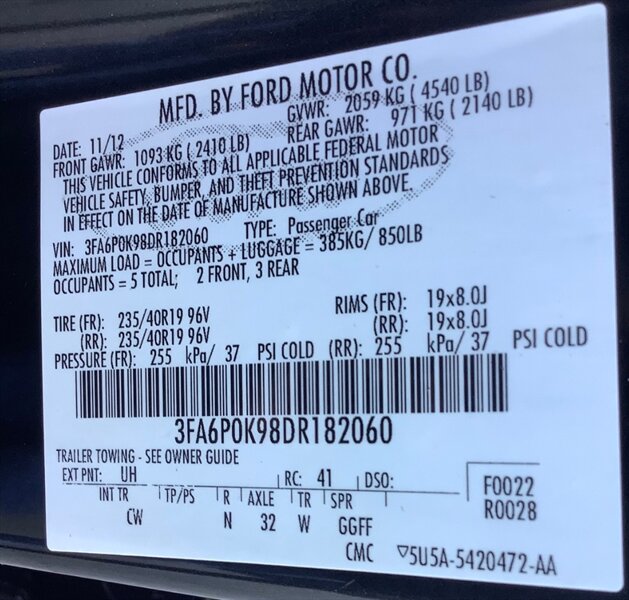 MFD. BY FORD MOTOR CO.
DATE: 11/12 GVWR: 2059 KG ( 4540 LB)
FRONT GAWR: 1093 KG ( 2410 LB) REAR GAWR: 971 KG ( 2140 LB)
THIS VEHICLE CONFORMS TO ALL APPLICABLE FEDERAL MOTOR
VEHICLE SAFETY, BUMPER, AND THEFT PREVENTION STANDARDS
IN EFFECT ON THE DATE OF MANUFACTURE SHOWN ABOVE.
VIN: 3FA6P0K98DR182060 TYPE: Passenger Car
MAXIMUM LOAD = OCCUPANTS + LUGGAGE = 385KG/ 850LB
OCCUPANTS = 5 TOTAL; 2 FRONT, 3 REAR
TIRE (FR): 235/40R19 96V RIMS (FR): 19x8.0J
(RR): 235/40R19 96V (RR): 19x8.0J
PRESSURE (FR): 255 kPa/ 37 PSI COLD (RR): 255 kPa/ 37 PSI COLD
3FA6P0K98DR182060
TRAILER TOWING - SEE OWNER GUIDE
EXT PNT: UH RC: 41 DSO: F0022
INT TR TP/PS R AXLE TR SPR R0028
CW N 32 W GGFF
CMC ▽5U5A-5420472-AA